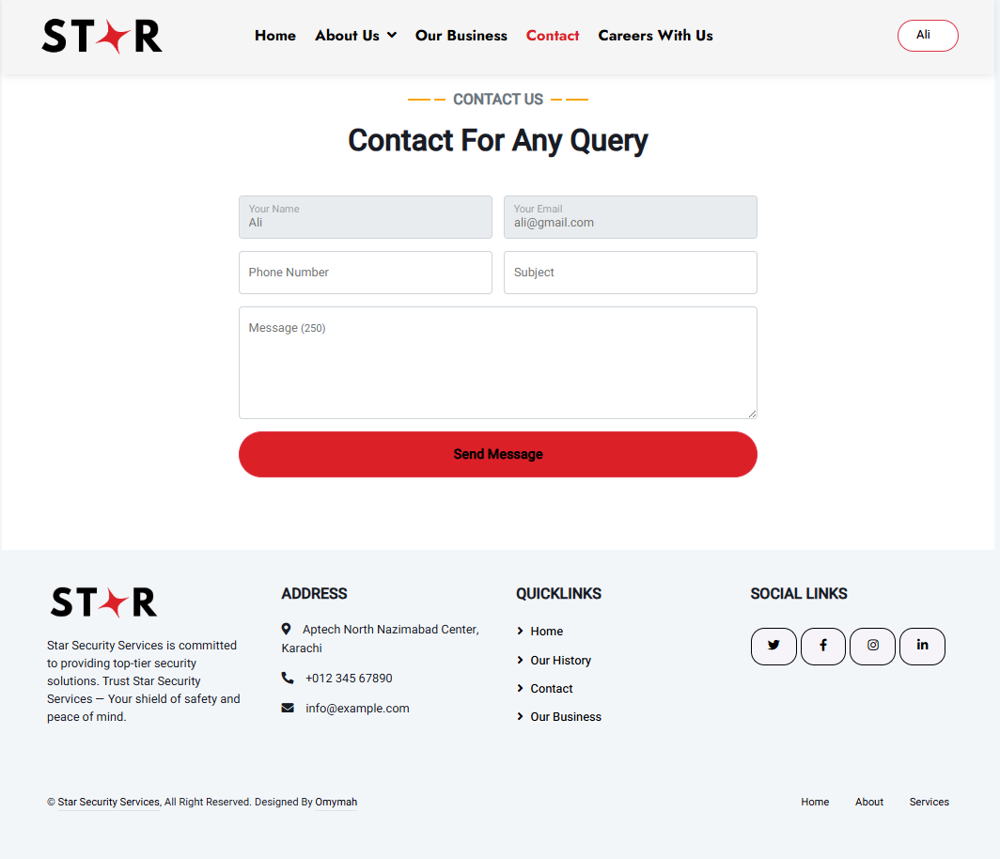 STAR
Home About Us Our Business Contact Careers With Us
Ali
CONTACT US
Contact For Any Query
Your Name
Ali
Your Email
ali@gmail.com
Phone Number
Subject
Message (250)
Send Message
STAR
Star Security Services is committed
to providing top-tier security
solutions. Trust Star Security
Services — Your shield of safety and
peace of mind.
ADDRESS
Aptech North Nazimabad Center,
Karachi
+012 345 67890
info@example.com
QUICKLINKS
Home
Our History
Contact
Our Business
SOCIAL LINKS
© Star Security Services, All Right Reserved. Designed By Omymah
Home About Services